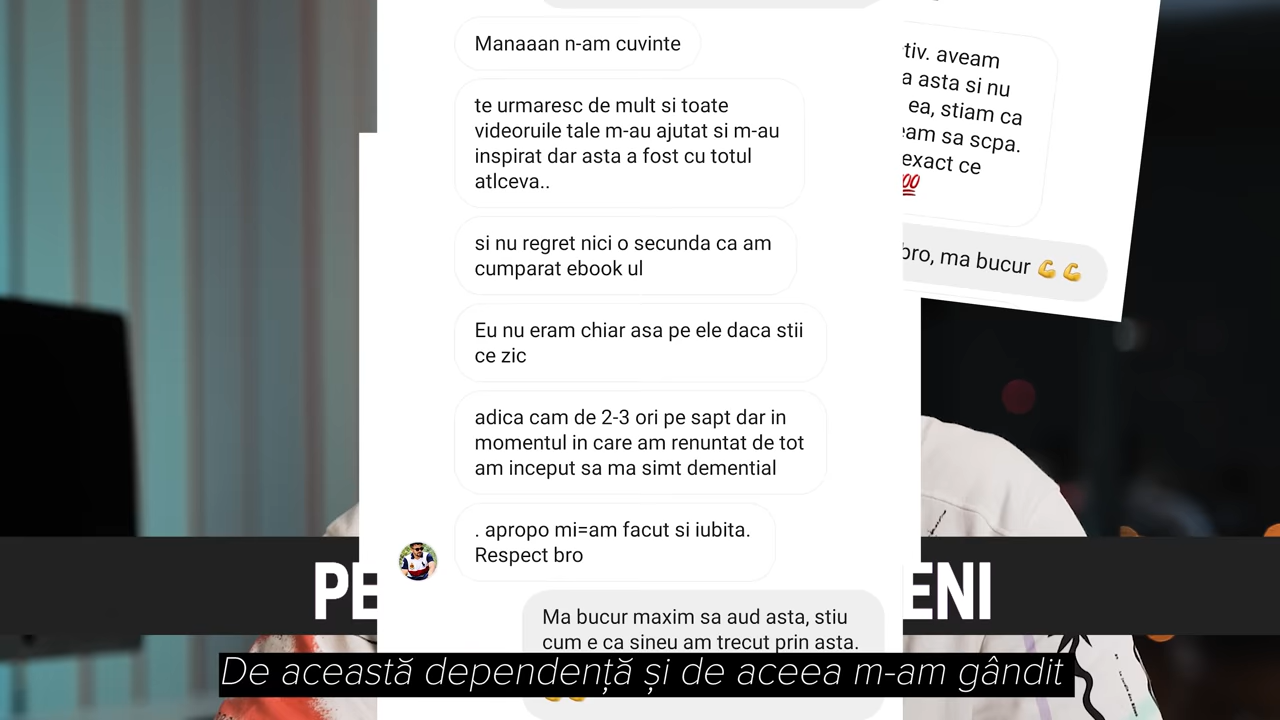 Manaaan n-am cuvinte
te urmaresc de mult si toate
videoruile tale m-au ajutat si m-au
inspirat dar asta a fost cu totul
atlceva..
si nu regret nici o secunda ca am
cumparat ebook ul
Eu nu eram chiar asa pe ele daca stii
ce zic
adica cam de 2-3 ori pe sapt dar in
momentul in care am renuntat de tot
am inceput sa ma simt demential
. apropo mi=am facut si iubita.
Respect bro
Ma bucur maxim sa aud asta, stiu
cum e ca sineu am trecut prin asta.
tiv. aveam
a asta si nu
ea, stiam ca
eam sa scpa.
exact ce
💯
bro, ma bucur 💪💪
PE
ENI
De această dependență și de aceea m-am gândit